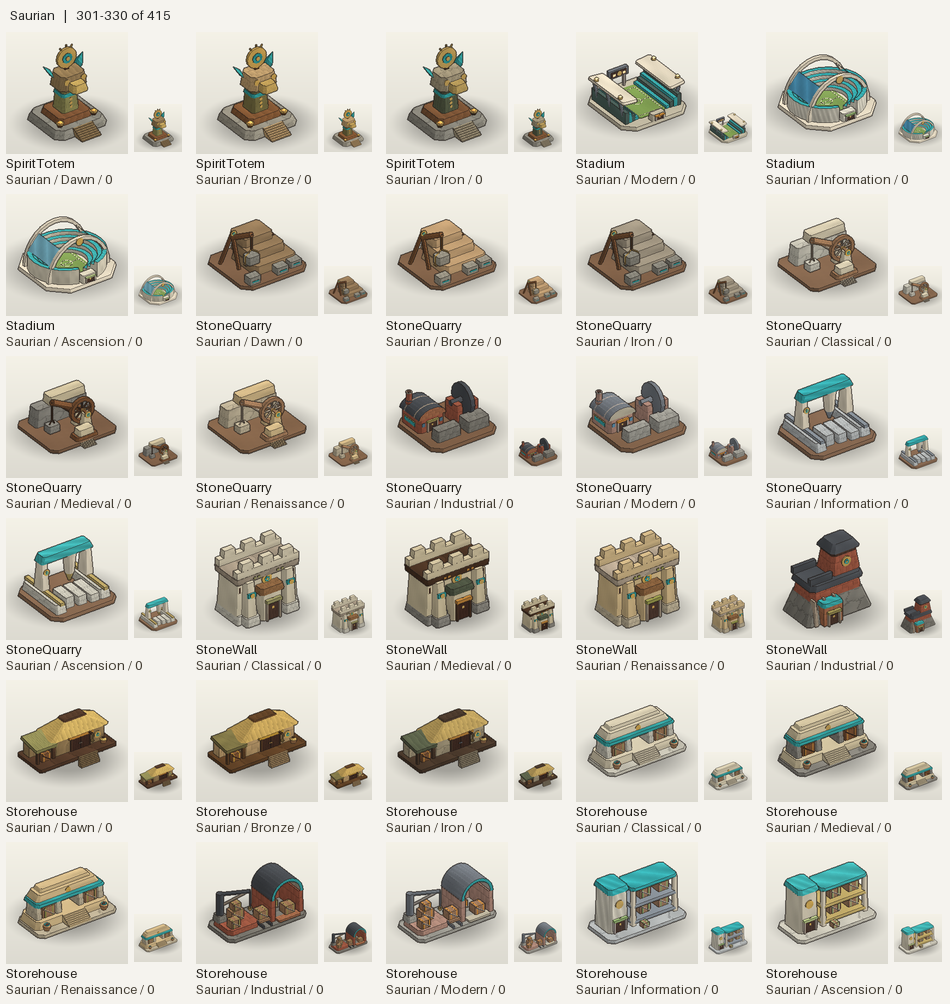 Saurian | 301-330 of 415
SpiritTotem
Saurian / Dawn / 0
SpiritTotem
Saurian / Bronze / 0
SpiritTotem
Saurian / Iron / 0
Stadium
Saurian / Modern / 0
Stadium
Saurian / Information / 0
Stadium
Saurian / Ascension / 0
StoneQuarry
Saurian / Dawn / 0
StoneQuarry
Saurian / Bronze / 0
StoneQuarry
Saurian / Iron / 0
StoneQuarry
Saurian / Classical / 0
StoneQuarry
Saurian / Medieval / 0
StoneQuarry
Saurian / Renaissance / 0
StoneQuarry
Saurian / Industrial / 0
StoneQuarry
Saurian / Modern / 0
StoneQuarry
Saurian / Information / 0
StoneQuarry
Saurian / Ascension / 0
StoneWall
Saurian / Classical / 0
StoneWall
Saurian / Medieval / 0
StoneWall
Saurian / Renaissance / 0
StoneWall
Saurian / Industrial / 0
Storehouse
Saurian / Dawn / 0
Storehouse
Saurian / Bronze / 0
Storehouse
Saurian / Iron / 0
Storehouse
Saurian / Classical / 0
Storehouse
Saurian / Medieval / 0
Storehouse
Saurian / Renaissance / 0
Storehouse
Saurian / Industrial / 0
Storehouse
Saurian / Modern / 0
Storehouse
Saurian / Information / 0
Storehouse
Saurian / Ascension / 0